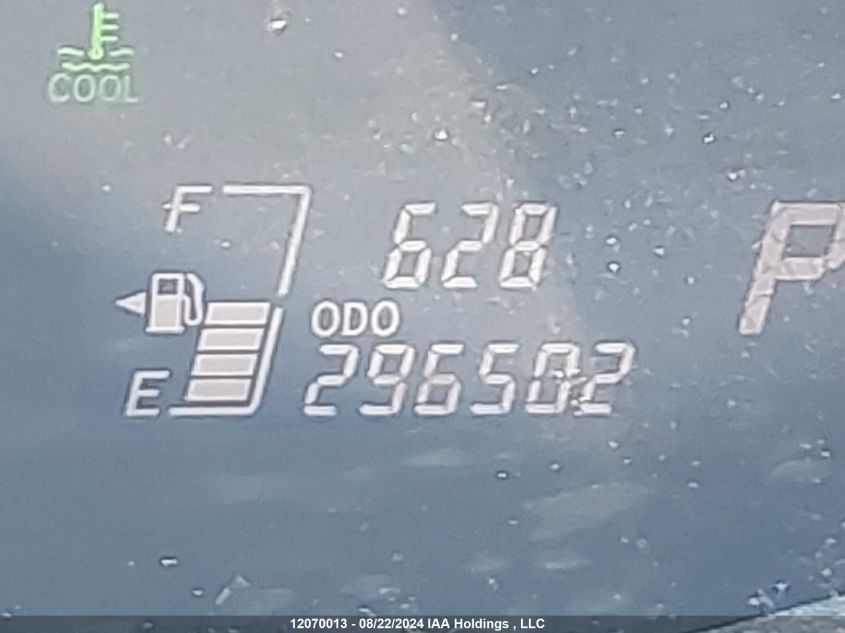 COOL
F
628
P
ODO
296502
E
12070013 - 08/22/2024 IAA Holdings , LLC